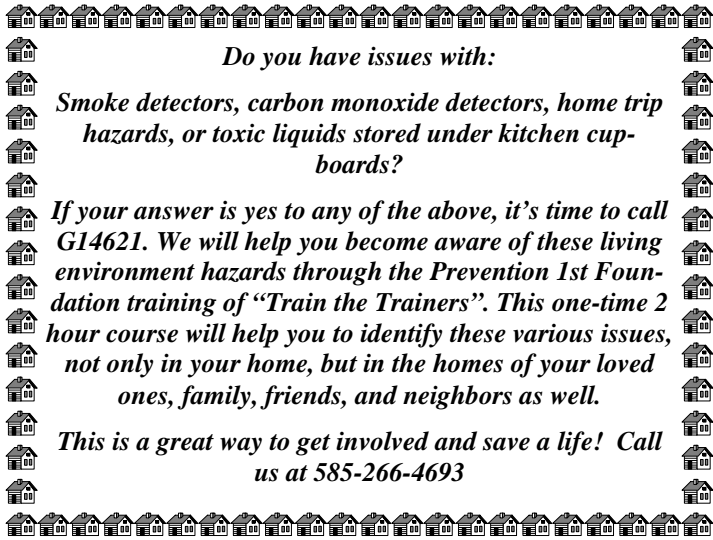 Do you have issues with:
Smoke detectors, carbon monoxide detectors, home trip
hazards, or toxic liquids stored under kitchen cup-
boards?
If your answer is yes to any of the above, it’s time to call
G14621. We will help you become aware of these living
environment hazards through the Prevention 1st Foun-
dation training of “Train the Trainers”. This one-time 2
hour course will help you to identify these various issues,
not only in your home, but in the homes of your loved
ones, family, friends, and neighbors as well.
This is a great way to get involved and save a life!  Call
us at 585-266-4693